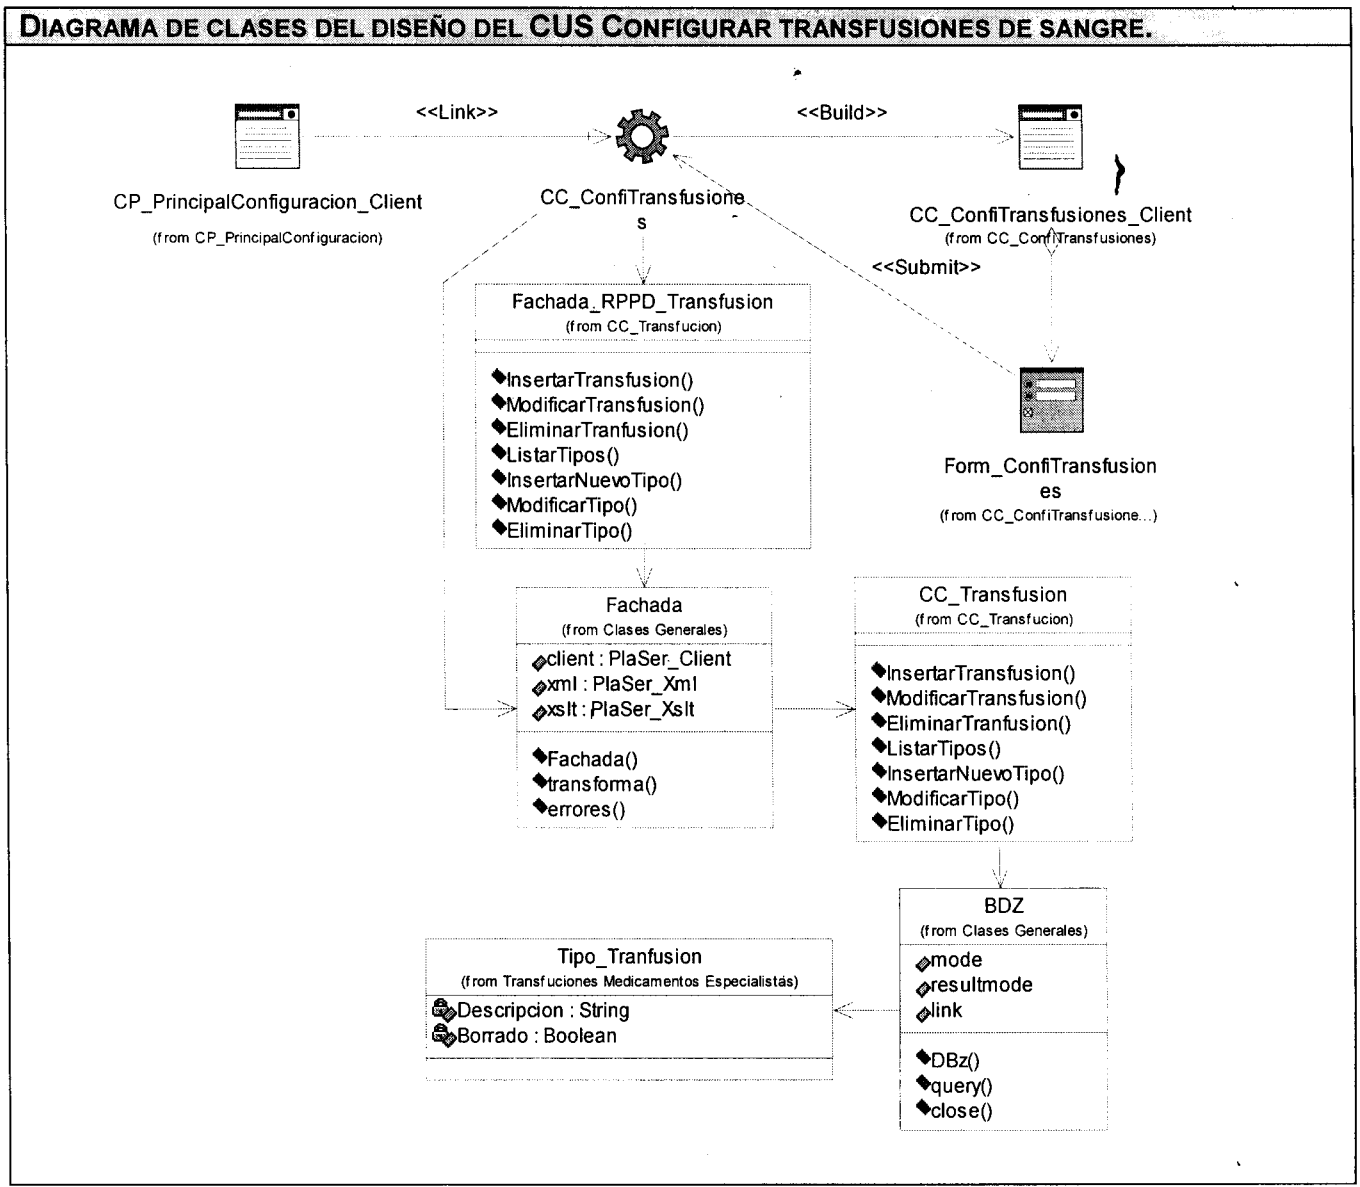 DIAGRAMA DE CLASES DEL DISEÑO DEL CUS CONFIGURAR TRANSFUSIONES DE SANGRE.
<<Link>>
<<Build>>
CP_PrincipalConfiguracion_Client
(from CP_PrincipalConfiguracion)
CC_ConfiTransfusione
s
CC_ConfiTransfusiones_Client
(from CC_ConfiTransfusiones)
<<Submit>>
Fachada_RPPD_Transfusion
(from CC_Transfucion)
InsertarTransfusion()
ModificarTransfusion()
EliminarTranfusion()
ListarTipos()
InsertarNuevoTipo()
ModificarTipo()
EliminarTipo()
Form_ConfiTransfusion
es
(from CC_ConfiTransfusione...)
Fachada
(from Clases Generales)
client : PlaSer_Client
xml : PlaSer_Xml
xslt : PlaSer_Xslt
Fachada()
transforma()
errores()
CC_Transfusion
(from CC_Transfucion)
InsertarTransfusion()
ModificarTransfusion()
EliminarTranfusion()
ListarTipos()
InsertarNuevoTipo()
ModificarTipo()
EliminarTipo()
BDZ
(from Clases Generales)
mode
resultmode
link
DBz()
query()
close()
Tipo_Tranfusion
(from Transfuciones Medicamentos Especialistas)
Descripcion : String
Borrado : Boolean